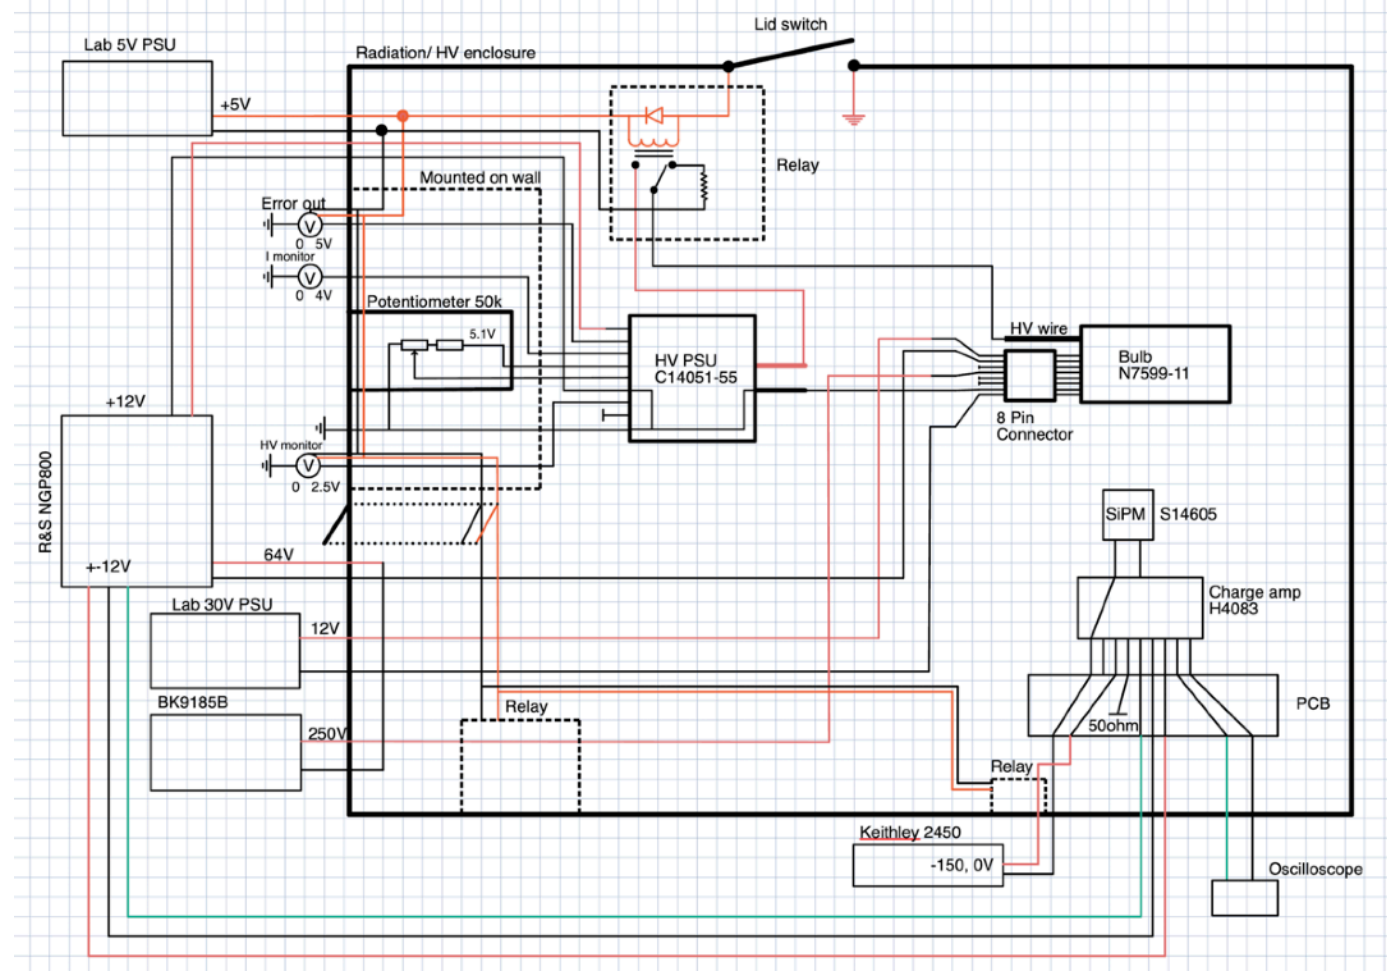 Lid switch
Lab 5V PSU
Radiation/ HV enclosure
+5V
Relay
Mounted on wall
Error out
V
0 5V
I monitor
V
0 4V
Potentiometer 50k
5.1V
HV PSU
C14051-55
HV wire
Bulb
N7599-11
8 Pin
Connector
+12V
HV monitor
V
0 2.5V
R&S NGP800
SiPM
S14605
64V
+-12V
Charge amp
H4083
Lab 30V PSU
12V
BK9185B
Relay
PCB
50ohm
250V
Relay
Keithley 2450
-150, 0V
Oscilloscope